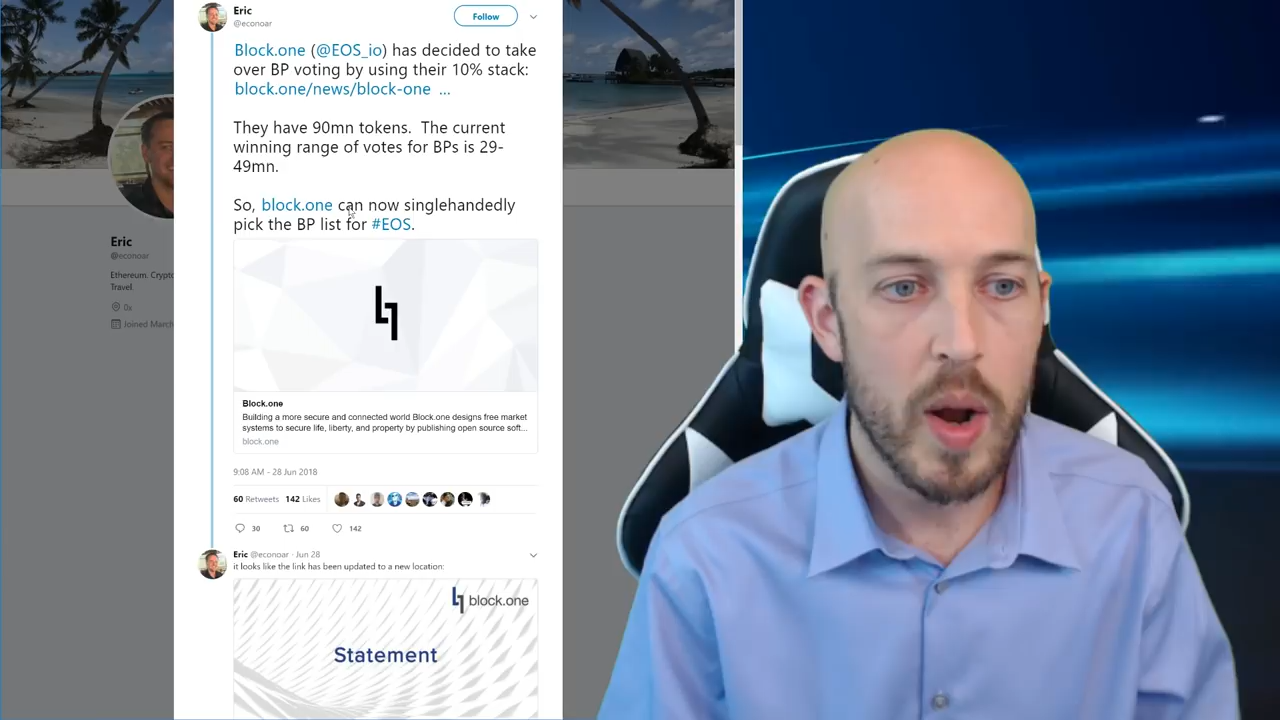 Eric
@econoar
Follow
Block.one (@EOS_io) has decided to take
over BP voting by using their 10% stack:
block.one/news/block-one ...
They have 90mn tokens. The current
winning range of votes for BPs is 29-
49mn.
So, block.one can now singlehandedly
pick the BP list for #EOS.
Block.one
Building a more secure and connected world Block.one designs free market
systems to secure life, liberty, and property by publishing open source soft...
block.one
9:08 AM - 28 Jun 2018
60 Retweets 142 Likes
30 60 142
Eric @econoar · Jun 28
it looks like the link has been updated to a new location:
block.one
Statement
Eric
@econoar
Ethereum. Crypto
Travel.
0x
Joined March